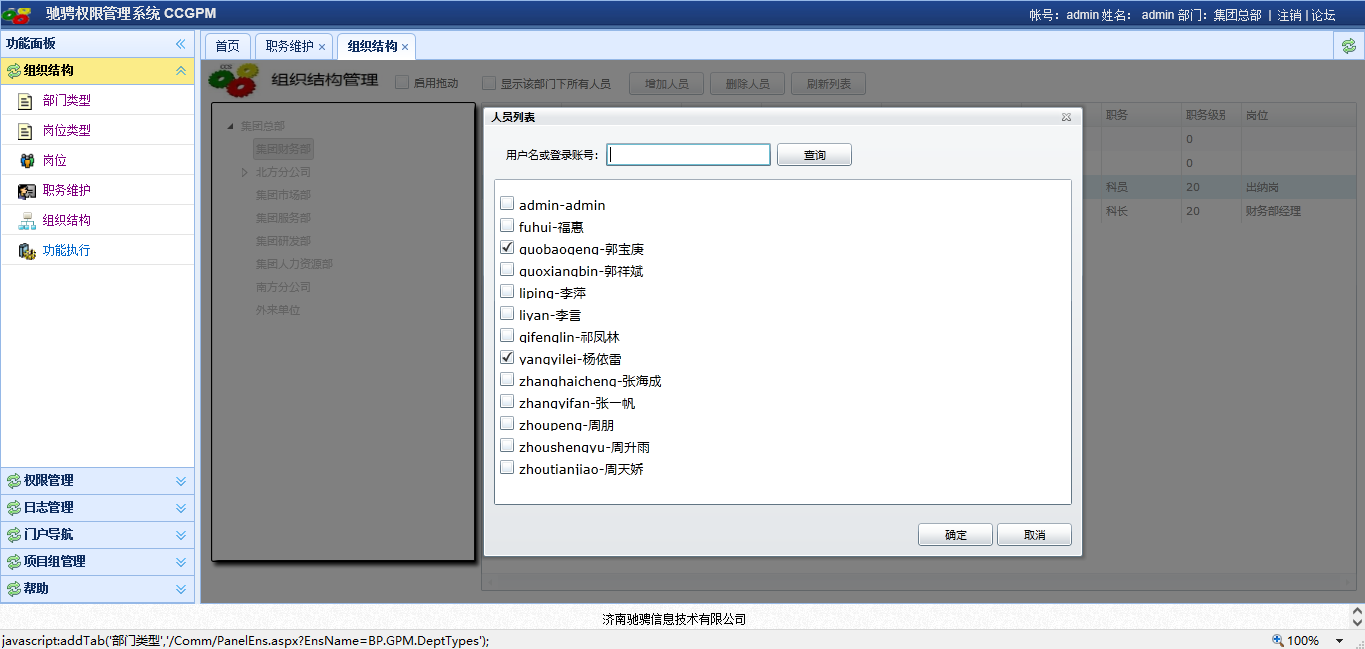 驰骋权限管理系统 CCGPM
帐号： admin 姓名： admin 部门：集团总部 | 注销 | 论坛
功能面板
首页
职务维护
组织结构
组织结构
部门类型
岗位类型
岗位
职务维护
组织结构
功能执行
权限管理
日志管理
门户导航
项目组管理
帮助
CCS
组织结构管理
启用拖动
显示该部门下所有人员
增加人员
删除人员
刷新列表
集团总部
集团财务部
北方分公司
集团市场部
集团服务部
集团研发部
集团人力资源部
南方分公司
外来单位
职务 职务级别 岗位
0
0
科员 20 出纳岗
科长 20 财务部经理
人员列表
用户名或登录账号：
查询
admin-admin
fuhui-福惠
guobaogeng-郭宝庚
guoxiangbin-郭祥斌
liping-李萍
liyan-李言
qifenglin-祁凤林
yangyilei-杨依雷
zhanghaicheng-张海成
zhangyifan-张一帆
zhoupeng-周朋
zhoushengyu-周升雨
zhoutianjiao-周天娇
确定
取消
济南驰骋信息技术有限公司
javascript:addTab('部门类型','/Comm/PanelEns.aspx?EnsName=BP.GPM.DeptTypes');
100%